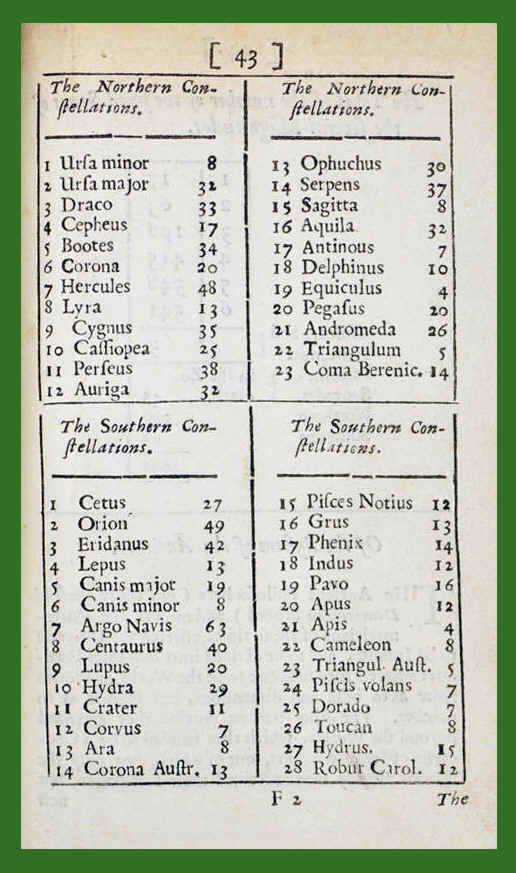 [ 43 ]
The Northern Con-
ſtellations.
1 Urſa minor 8
2 Urſa major 32
3 Draco 33
4 Cepheus 17
5 Bootes 34
6 Corona 20
7 Hercules 48
8 Lyra 13
9 Cygnus 35
10 Caſſiopea 25
11 Perſeus 38
12 Auriga 32
The Northern Con-
ſtellations.
13 Ophuchus 30
14 Serpens 37
15 Sagitta 8
16 Aquila 32
17 Antinous 7
18 Delphinus 10
19 Equiculus 4
20 Pegaſus 20
21 Andromeda 26
22 Triangulum 5
23 Coma Berenic. 14
The Southern Con-
ſtellations.
1 Cetus 27
2 Orion 49
3 Eridanus 42
4 Lepus 13
5 Canis major 19
6 Canis minor 8
7 Argo Navis 63
8 Centaurus 40
9 Lupus 20
10 Hydra 29
11 Crater 11
12 Corvus 7
13 Ara 8
14 Corona Auſtr. 13
The Southern Con-
ſtellations.
15 Piſces Notius 12
16 Grus 13
17 Phenix 14
18 Indus 12
19 Pavo 16
20 Apus 12
21 Apis 4
22 Cameleon 8
23 Triangul. Auſt. 5
24 Piſcis volans 7
25 Dorado 7
26 Toucan 8
27 Hydrus. 15
28 Robur Carol. 12
F 2 The